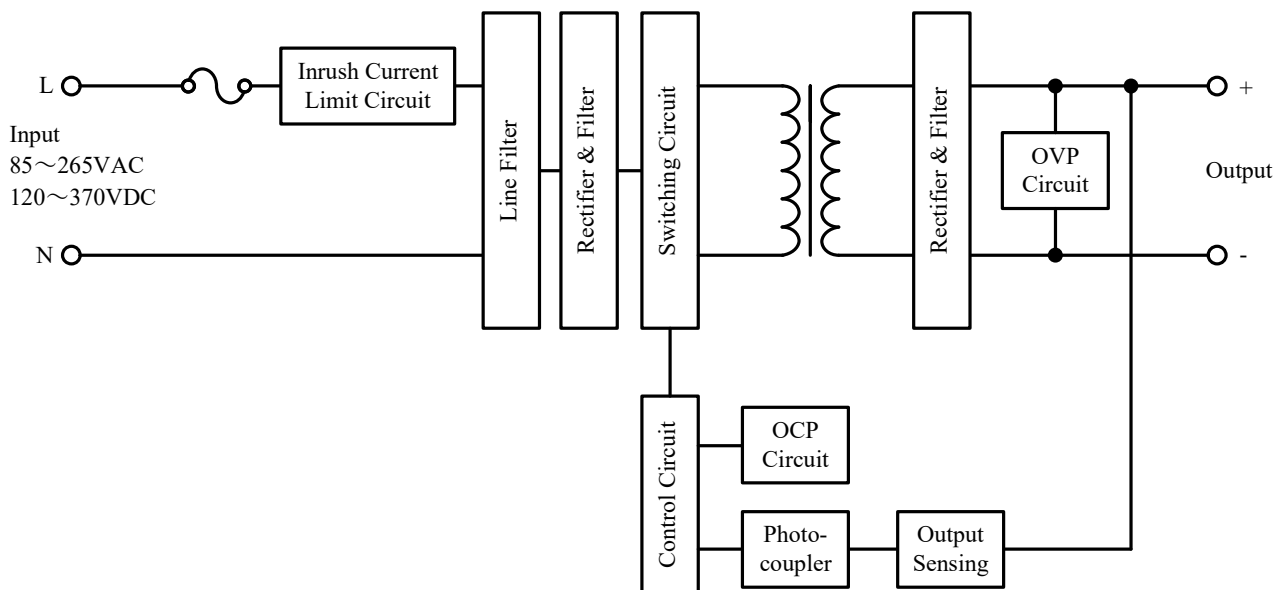 L
Inrush Current
Limit Circuit
Input
85～265VAC
120～370VDC
N
Line Filter
Rectifier & Filter
Switching Circuit
Rectifier & Filter
OVP
Circuit
+
Output
-
Control Circuit
OCP
Circuit
Photo-
coupler
Output
Sensing